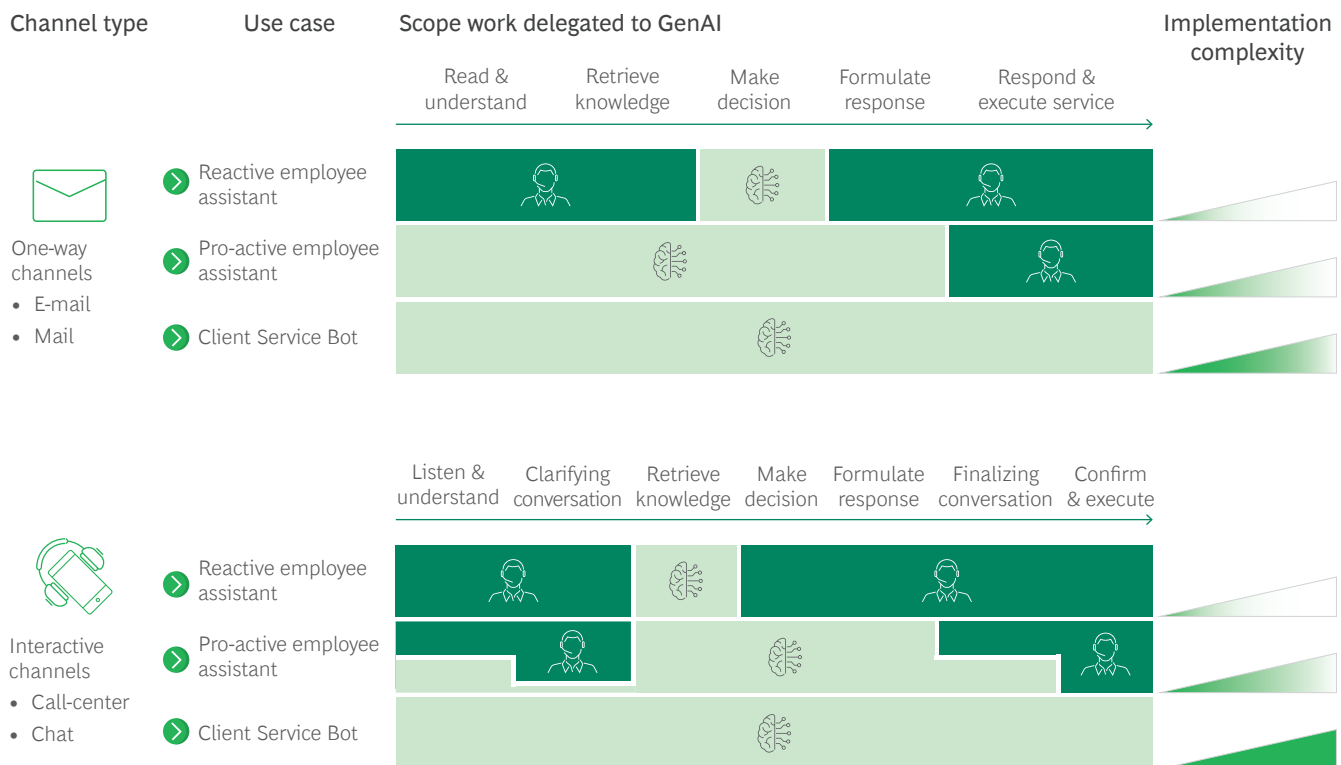 Channel type
Use case
Scope work delegated to GenAI
Implementation
complexity
Read &
understand
Retrieve
knowledge
Make
decision
Formulate
response
Respond &
execute service
Reactive employee
assistant
One-way
channels
• E-mail
• Mail
Pro-active employee
assistant
Client Service Bot
Listen &
understand
Clarifying
conversation
Retrieve
knowledge
Make
decision
Formulate
response
Finalizing
conversation
Confirm
& execute
Reactive employee
assistant
Interactive
channels
• Call-center
• Chat
Pro-active employee
assistant
Client Service Bot